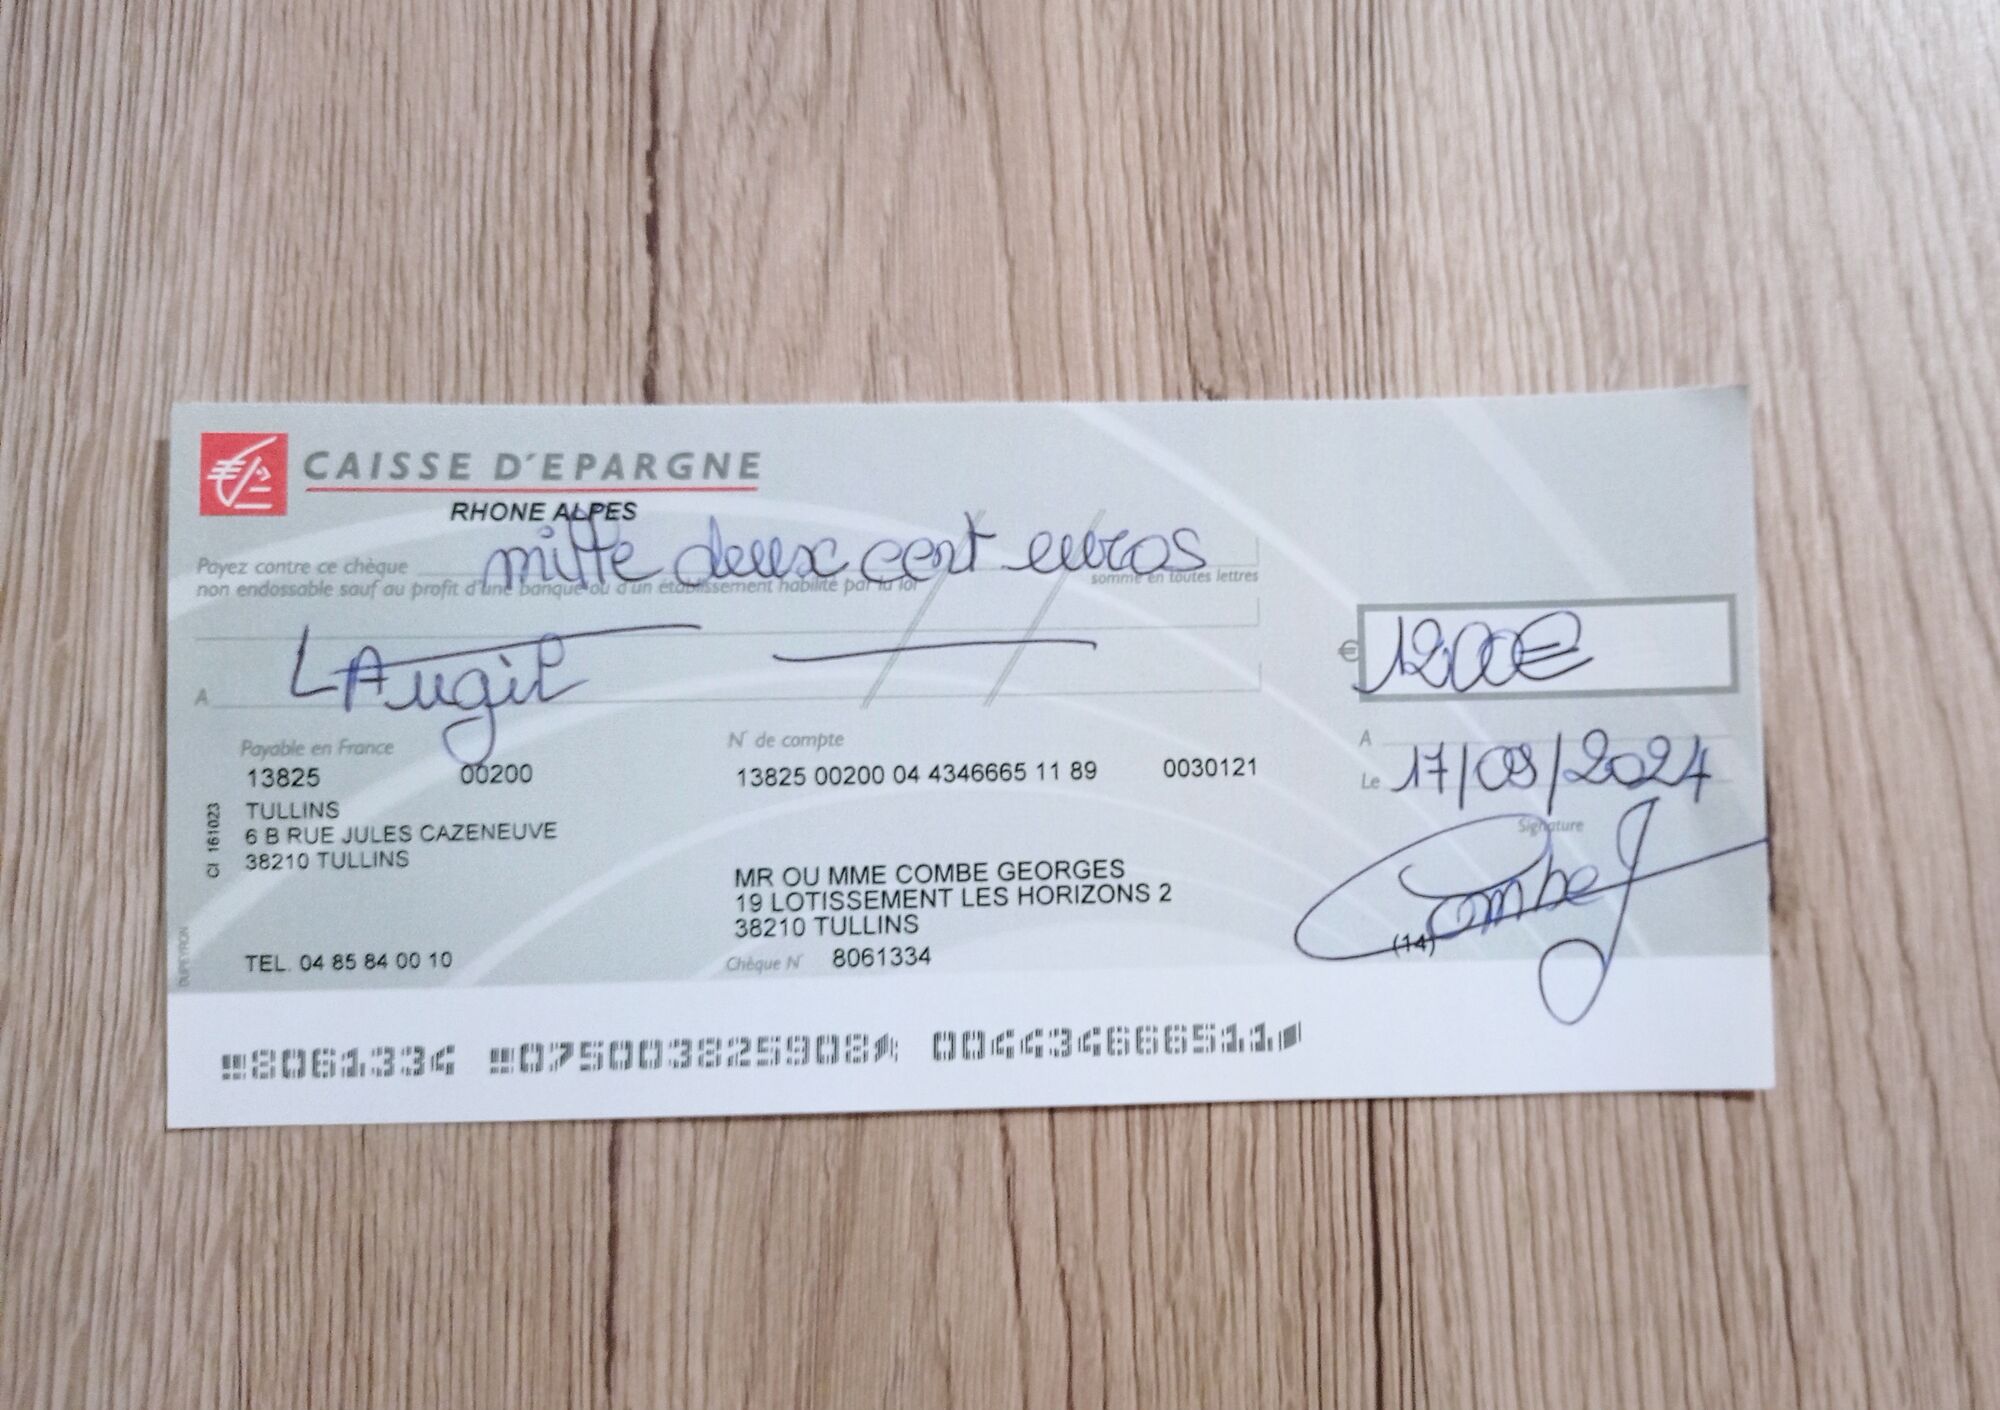 CAISSE D'EPARGNE
RHONE ALPES
Payez contre ce chèque mille deux cent euros
non endossable sauf au profit d'une banque ou d'un établissement habilité par la loi somme en toutes lettres
€ 1200€
A LAugil
Payable en France
13825 00200
TULLINS
6 B RUE JULES CAZENEUVE
38210 TULLINS
TEL. 04 85 84 00 10
CI 161023
DUPEYRON
N° de compte
13825 00200 04 4346665 11 89 0030121
MR OU MME COMBE GEORGES
19 LOTISSEMENT LES HORIZONS 2
38210 TULLINS
Chèque N° 8061334
A
Le 17/09/2024
Signature
Combe
(14)
8061334 075003825908 004434666511